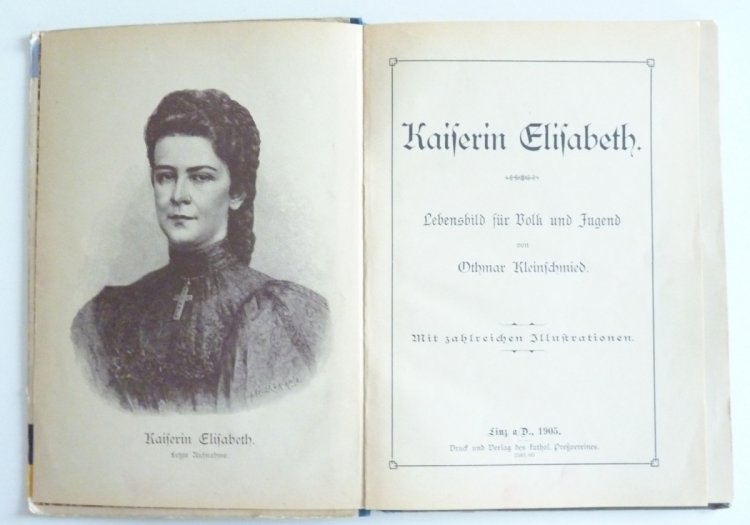 Kaiserin Elisabeth.
Letzte Aufnahme.
Kaiserin Elisabeth.
Lebensbild für Volk und Jugend
von
Othmar Kleinschmied.
Mit zahlreichen Illustrationen.
Linz a D., 1905.
Druck und Verlag des kathol. Preßvereines.